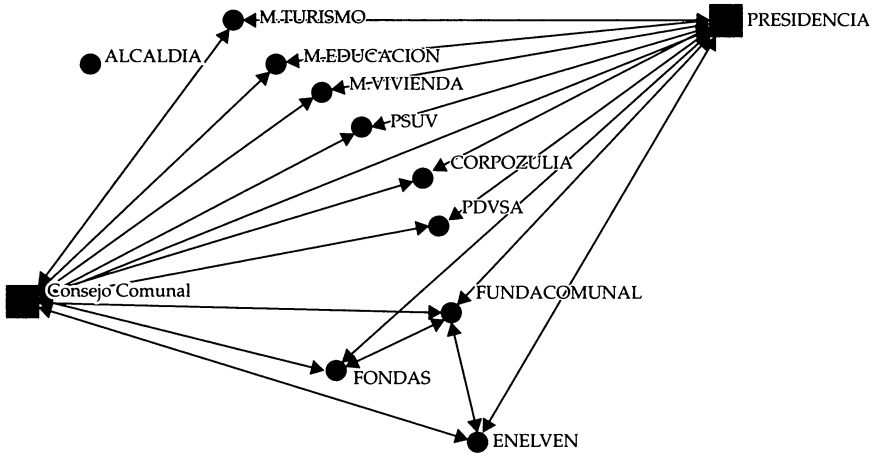 M.TURISMO
PRESIDENCIA
ALCALDIA
M.EDUCACION
M.VIVIENDA
PSUV
CORPOZULIA
PDVSA
Consejo Comunal
FUNDACOMUNAL
FONDAS
ENELVEN